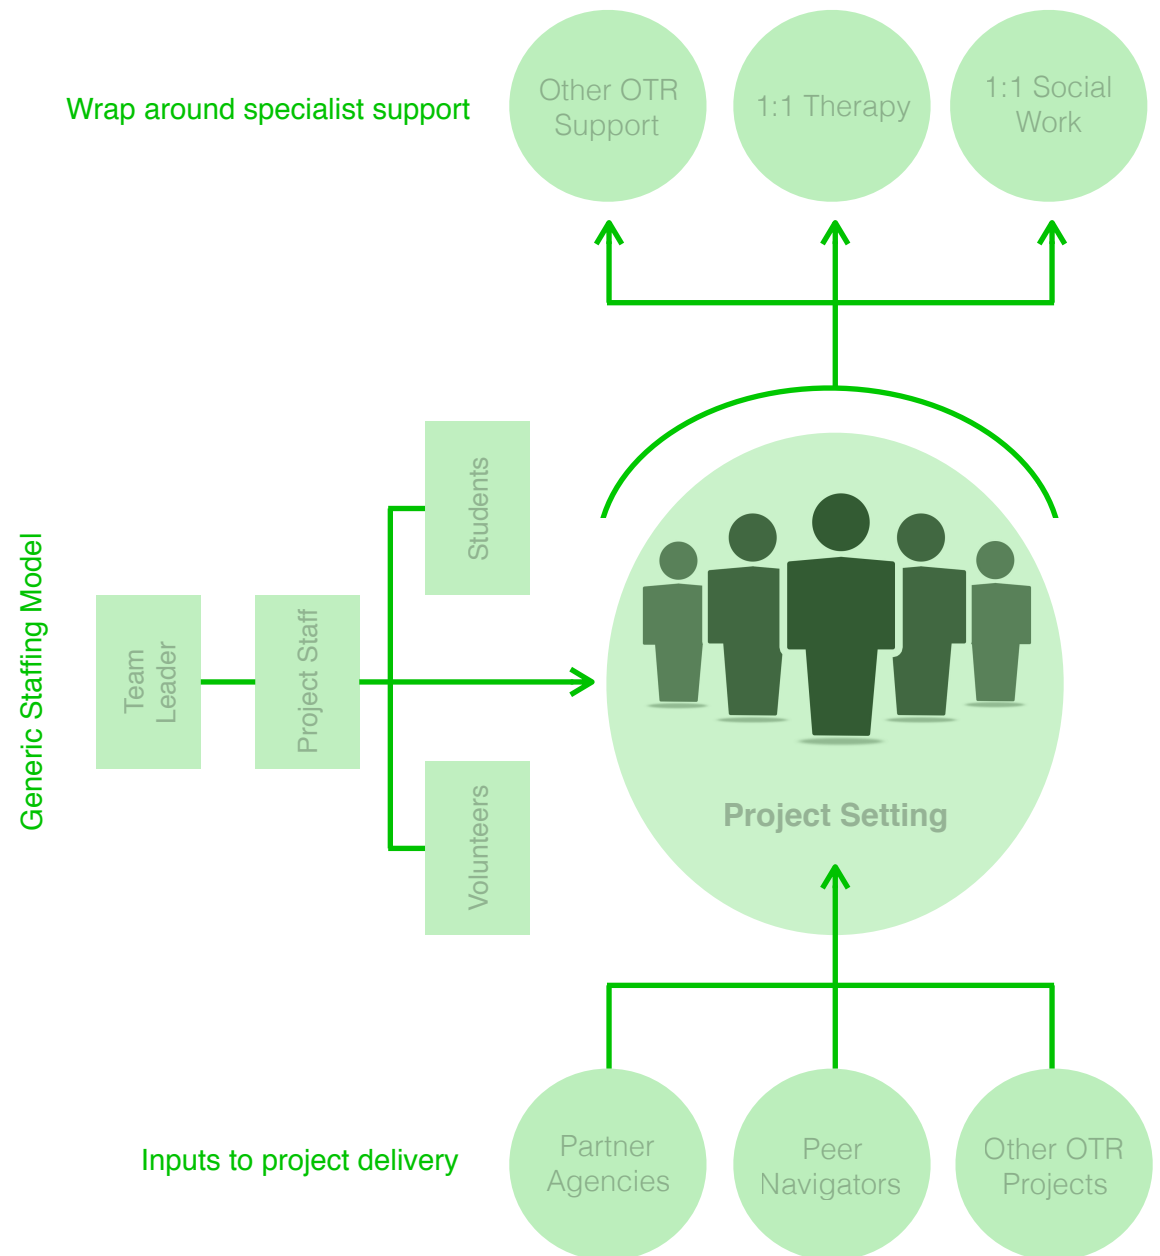 Wrap around specialist support
Other OTR
Support
1:1 Therapy
1:1 Social
Work
Generic Staffing Model
Team
Leader
Project Staff
Students
Volunteers
Project Setting
Inputs to project delivery
Partner
Agencies
Peer
Navigators
Other OTR
Projects